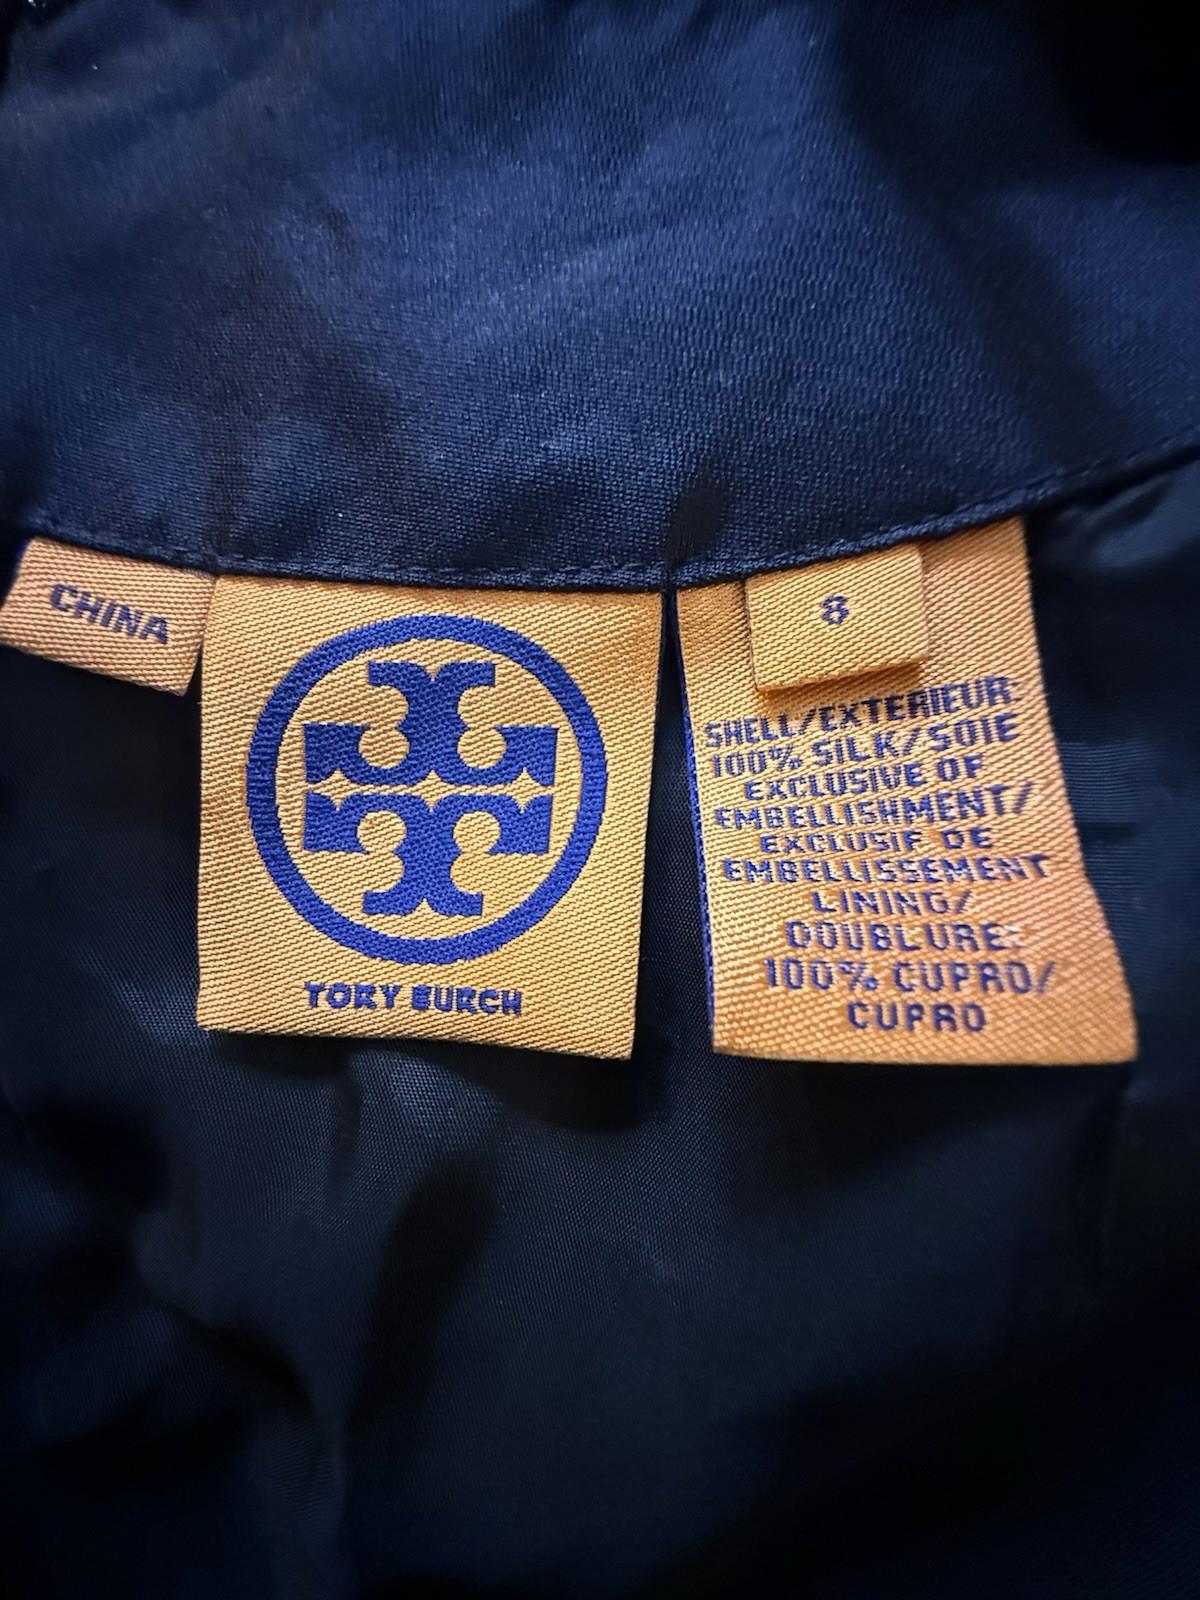 CHINA
TORY BURCH
8
SHELL/EXTERIEUR:
100% SILK/SOIE
EXCLUSIVE OF
EMBELLISHMENT/
EXCLUSIF DE
EMBELLISSEMENT
LINING/
DOUBLURE:
100% CUPRO/
CUPRO